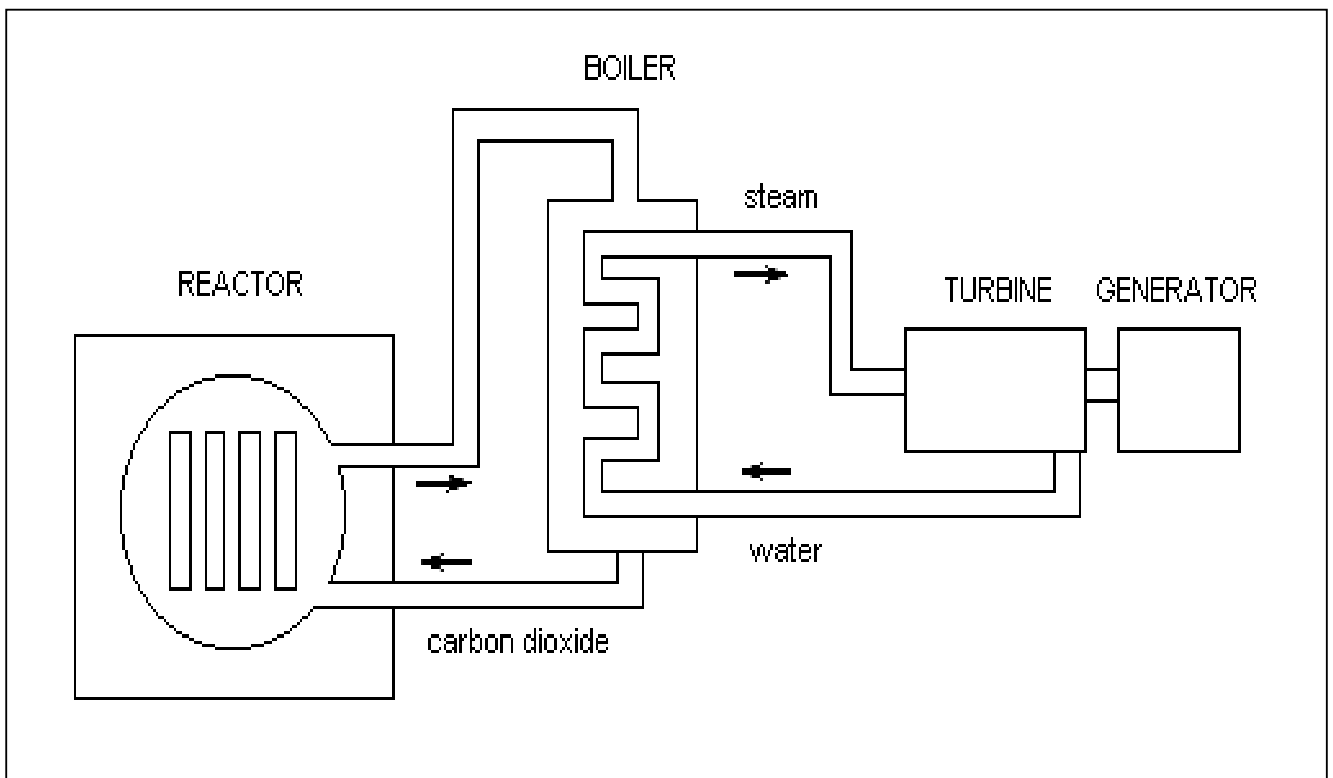 BOILER
steam
REACTOR
TURBINE
GENERATOR
water
carbon dioxide